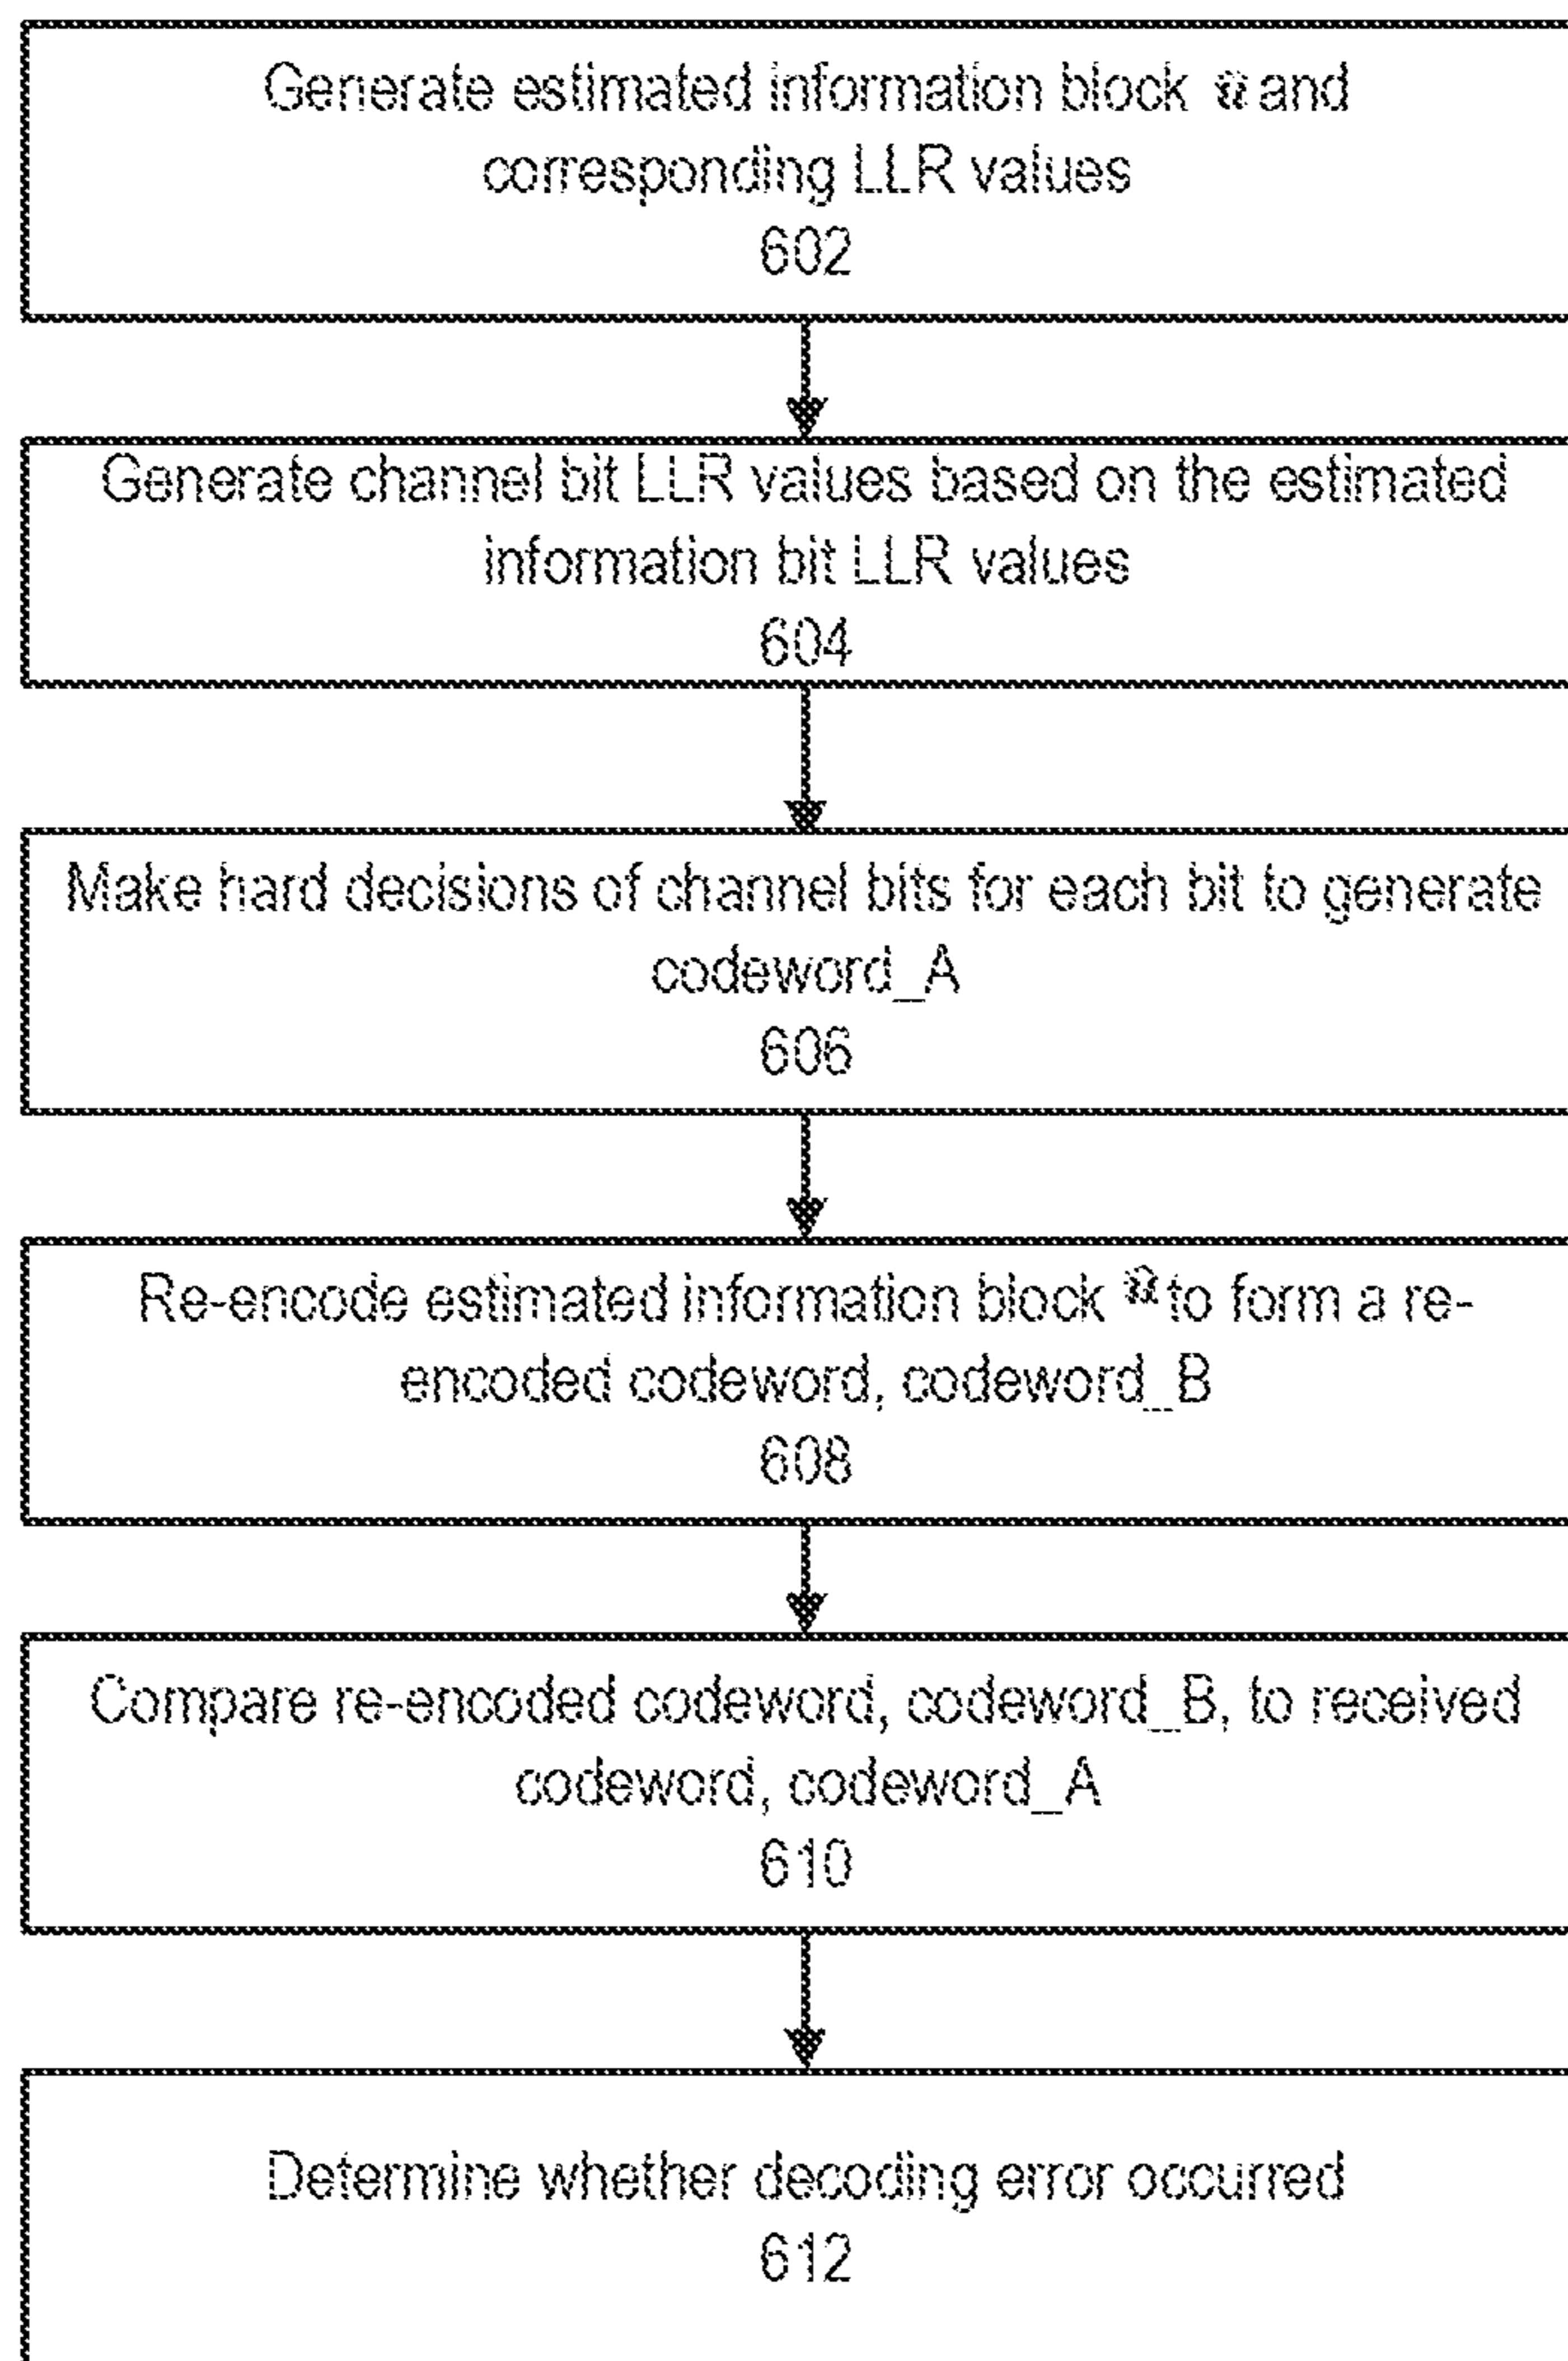 Generate estimated information block û and
corresponding LLR values
602
Generate channel bit LLR values based on the estimated
information bit LLR values
604
Make hard decisions of channel bits for each bit to generate
codeword_A
606
Re-encode estimated information block û to form a re-
encoded codeword, codeword_B
608
Compare re-encoded codeword, codeword_B, to received
codeword, codeword_A
610
Determine whether decoding error occurred
612